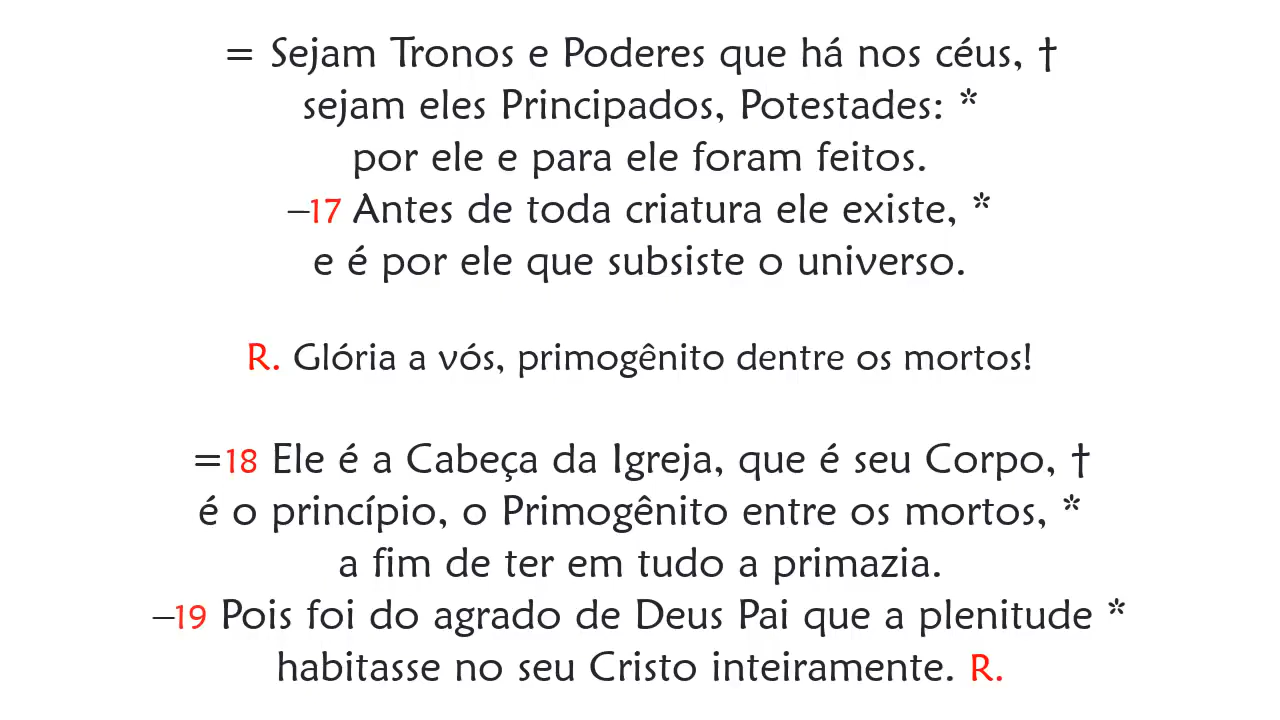 = Sejam Tronos e Poderes que há nos céus, †
sejam eles Principados, Potestades: *
por ele e para ele foram feitos.
–17 Antes de toda criatura ele existe, *
e é por ele que subsiste o universo.
R. Glória a vós, primogênito dentre os mortos!
=18 Ele é a Cabeça da Igreja, que é seu Corpo, †
é o princípio, o Primogênito entre os mortos, *
a fim de ter em tudo a primazia.
–19 Pois foi do agrado de Deus Pai que a plenitude *
habitasse no seu Cristo inteiramente. R.